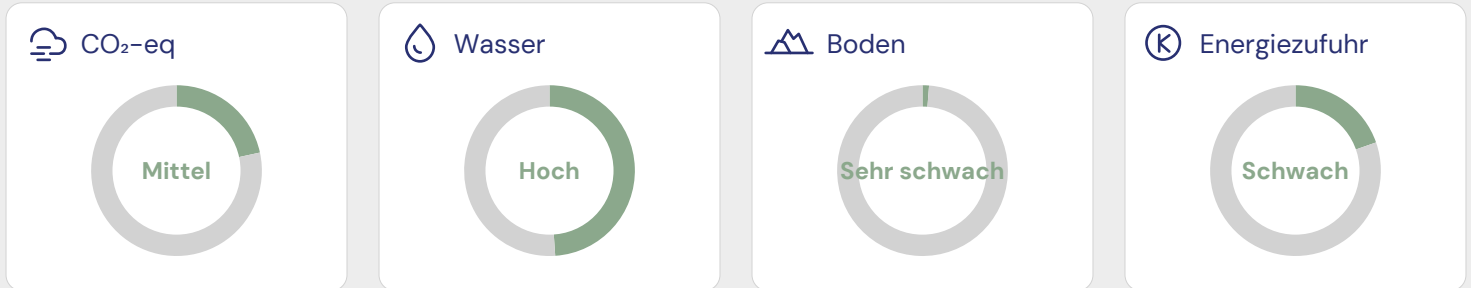 CO₂-eq
Mittel
Wasser
Hoch
Boden
Sehr schwach
K Energiezufuhr
Schwach